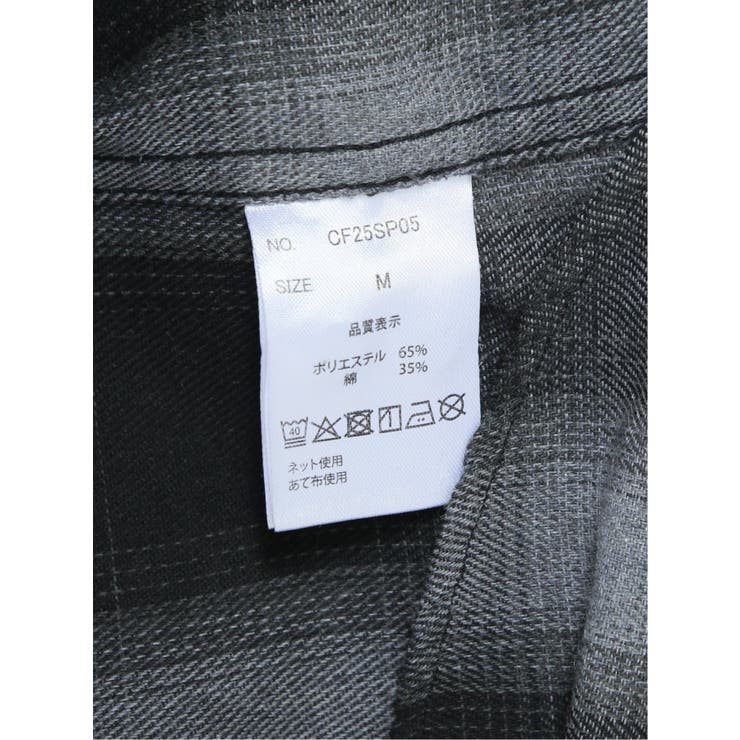 NO. CF25SP05
SIZE M
品質表示
ポリエステル 65%
綿 35%
40
ネット使用
あて布使用